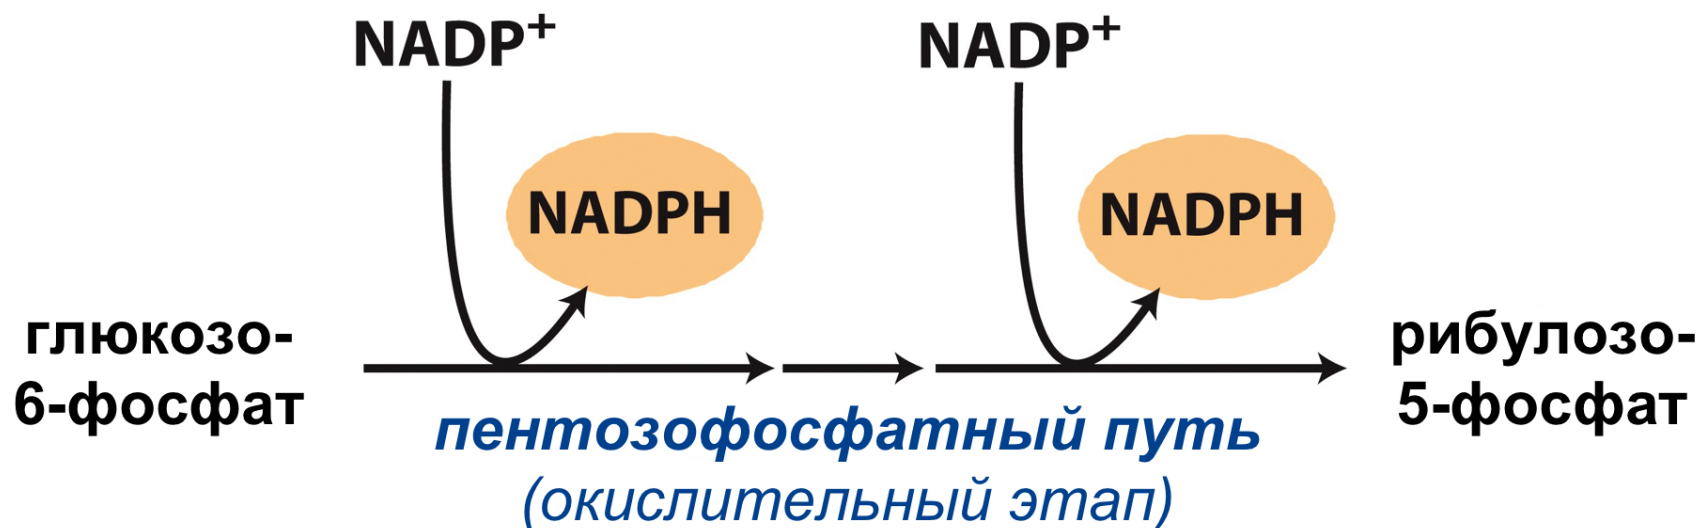 NADP⁺ NADP⁺
NADPH NADPH
глюкозо-
6-фосфат
рибулозо-
5-фосфат
пентозофосфатный путь
(окислительный этап)